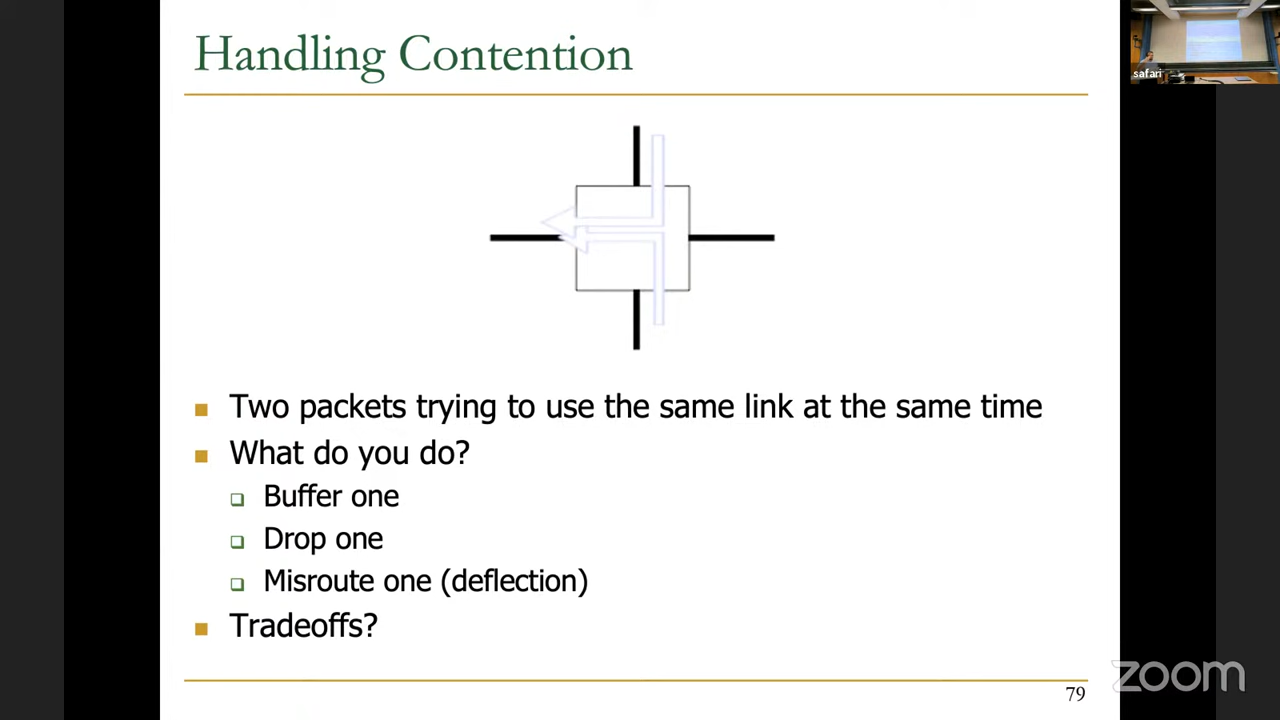 Handling Contention
safari
Two packets trying to use the same link at the same time
What do you do?
Buffer one
Drop one
Misroute one (deflection)
Tradeoffs?
79
zoom